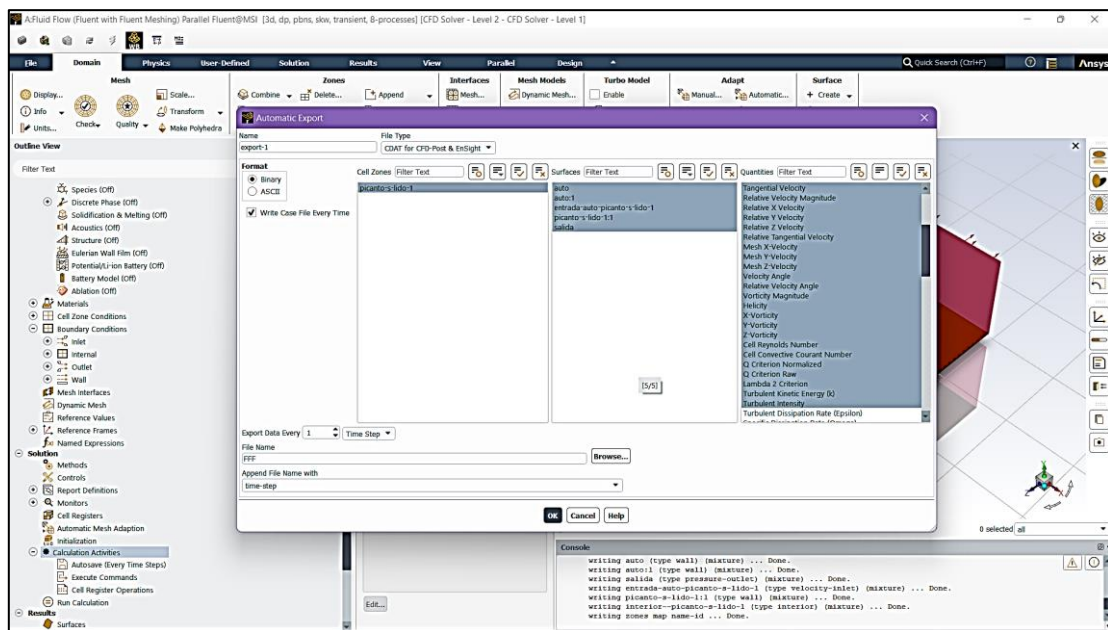 A:Fluid Flow (Fluent with Fluent Meshing) Parallel Fluent@MSI [3d, dp, pbns, skw, transient, 8-processes] [CFD Solver - Level 2 - CFD Solver - Level 1]
File Domain Physics User-Defined Solution Results View Parallel Design Quick Search (Ctrl+F) Ansys
Mesh Zones Interfaces Mesh Models Turbo Model Adapt Surface
Display... Scale... Combine Delete... Append Mesh... Dynamic Mesh... Enable Manual... Automatic... + Create
Info Check Quality Transform
Units... Make Polyhedra
Outline View
Filter Text
Species (Off)
Discrete Phase (Off)
Solidification & Melting (Off)
Acoustics (Off)
Structure (Off)
Eulerian Wall Film (Off)
Potential/Li-ion Battery (Off)
Battery Model (Off)
Ablation (Off)
Materials
Cell Zone Conditions
Boundary Conditions
Inlet
Internal
Outlet
Wall
Mesh Interfaces
Dynamic Mesh
Reference Values
Reference Frames
Named Expressions
Solution
Methods
Controls
Report Definitions
Monitors
Cell Registers
Automatic Mesh Adaption
Initialization
Calculation Activities
Autosave (Every Time Steps)
Execute Commands
Cell Register Operations
Run Calculation
Results
Surfaces
Automatic Export
Name
export-1
File Type
CDAT for CFD-Post & EnSight
Format
Binary
ASCII
Write Case File Every Time
Cell Zones Filter Text
picanto-s-lido-1
Surfaces Filter Text
auto
auto:1
entrada-auto-picanto-s-lido-1
picanto-s-lido-1:1
salida
[5/5]
Quantities Filter Text
Tangential Velocity
Relative Velocity Magnitude
Relative X Velocity
Relative Y Velocity
Relative Z Velocity
Relative Tangential Velocity
Mesh X-Velocity
Mesh Y-Velocity
Mesh Z-Velocity
Velocity Angle
Relative Velocity Angle
Vorticity Magnitude
Helicity
X-Vorticity
Y-Vorticity
Z-Vorticity
Cell Reynolds Number
Cell Convective Courant Number
Q Criterion Normalized
Q Criterion Raw
Lambda 2 Criterion
Turbulent Kinetic Energy (k)
Turbulent Intensity
Turbulent Dissipation Rate (Epsilon)
Export Data Every 1 Time Step
File Name
FFF
Browse...
Append File Name with
time-step
OK Cancel Help
0 selected all
Edit...
Console
writing auto (type wall) (mixture) ... Done.
writing auto:1 (type wall) (mixture) ... Done.
writing salida (type pressure-outlet) (mixture) ... Done.
writing entrada-auto-picanto-s-lido-1 (type velocity-inlet) (mixture) ... Done.
writing picanto-s-lido-1:1 (type wall) (mixture) ... Done.
writing interior--picanto-s-lido-1 (type interior) (mixture) ... Done.
writing zones map name-id ... Done.